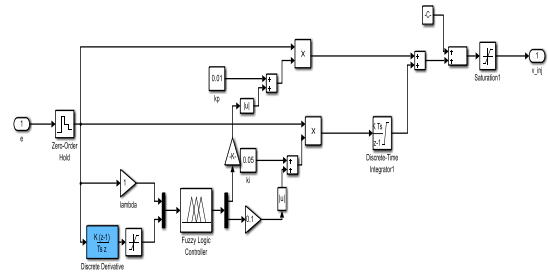 -C-
X
0.01
kp
|u|
Saturation1
1
v_inj
1
e
Zero-Order
Hold
X
K Ts
z-1
Discrete-Time
Integrator1
-K-
0.05
ki
|u|
1
lambda
Fuzzy Logic
Controller
0.1
K (z-1)
Ts z
Discrete Derivative